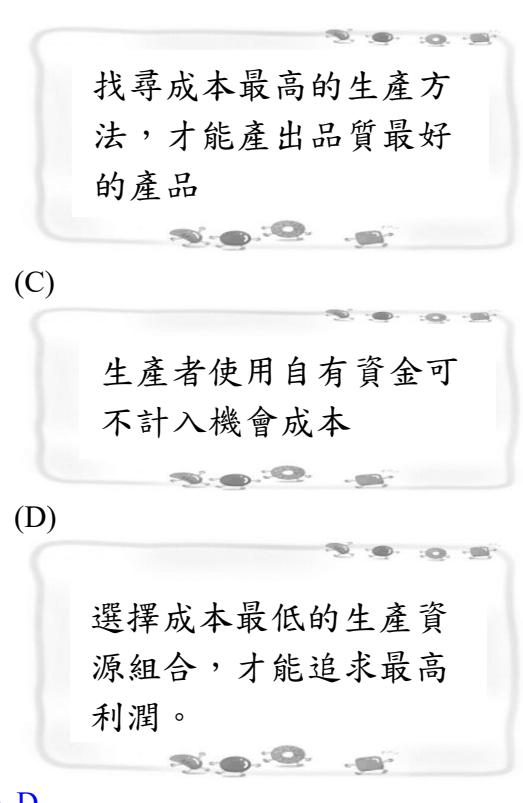 找尋成本最高的生產方
法，才能產出品質最好
的產品
(C)
生產者使用自有資金可
不計入機會成本
(D)
選擇成本最低的生產資
源組合，才能追求最高
利潤。
D